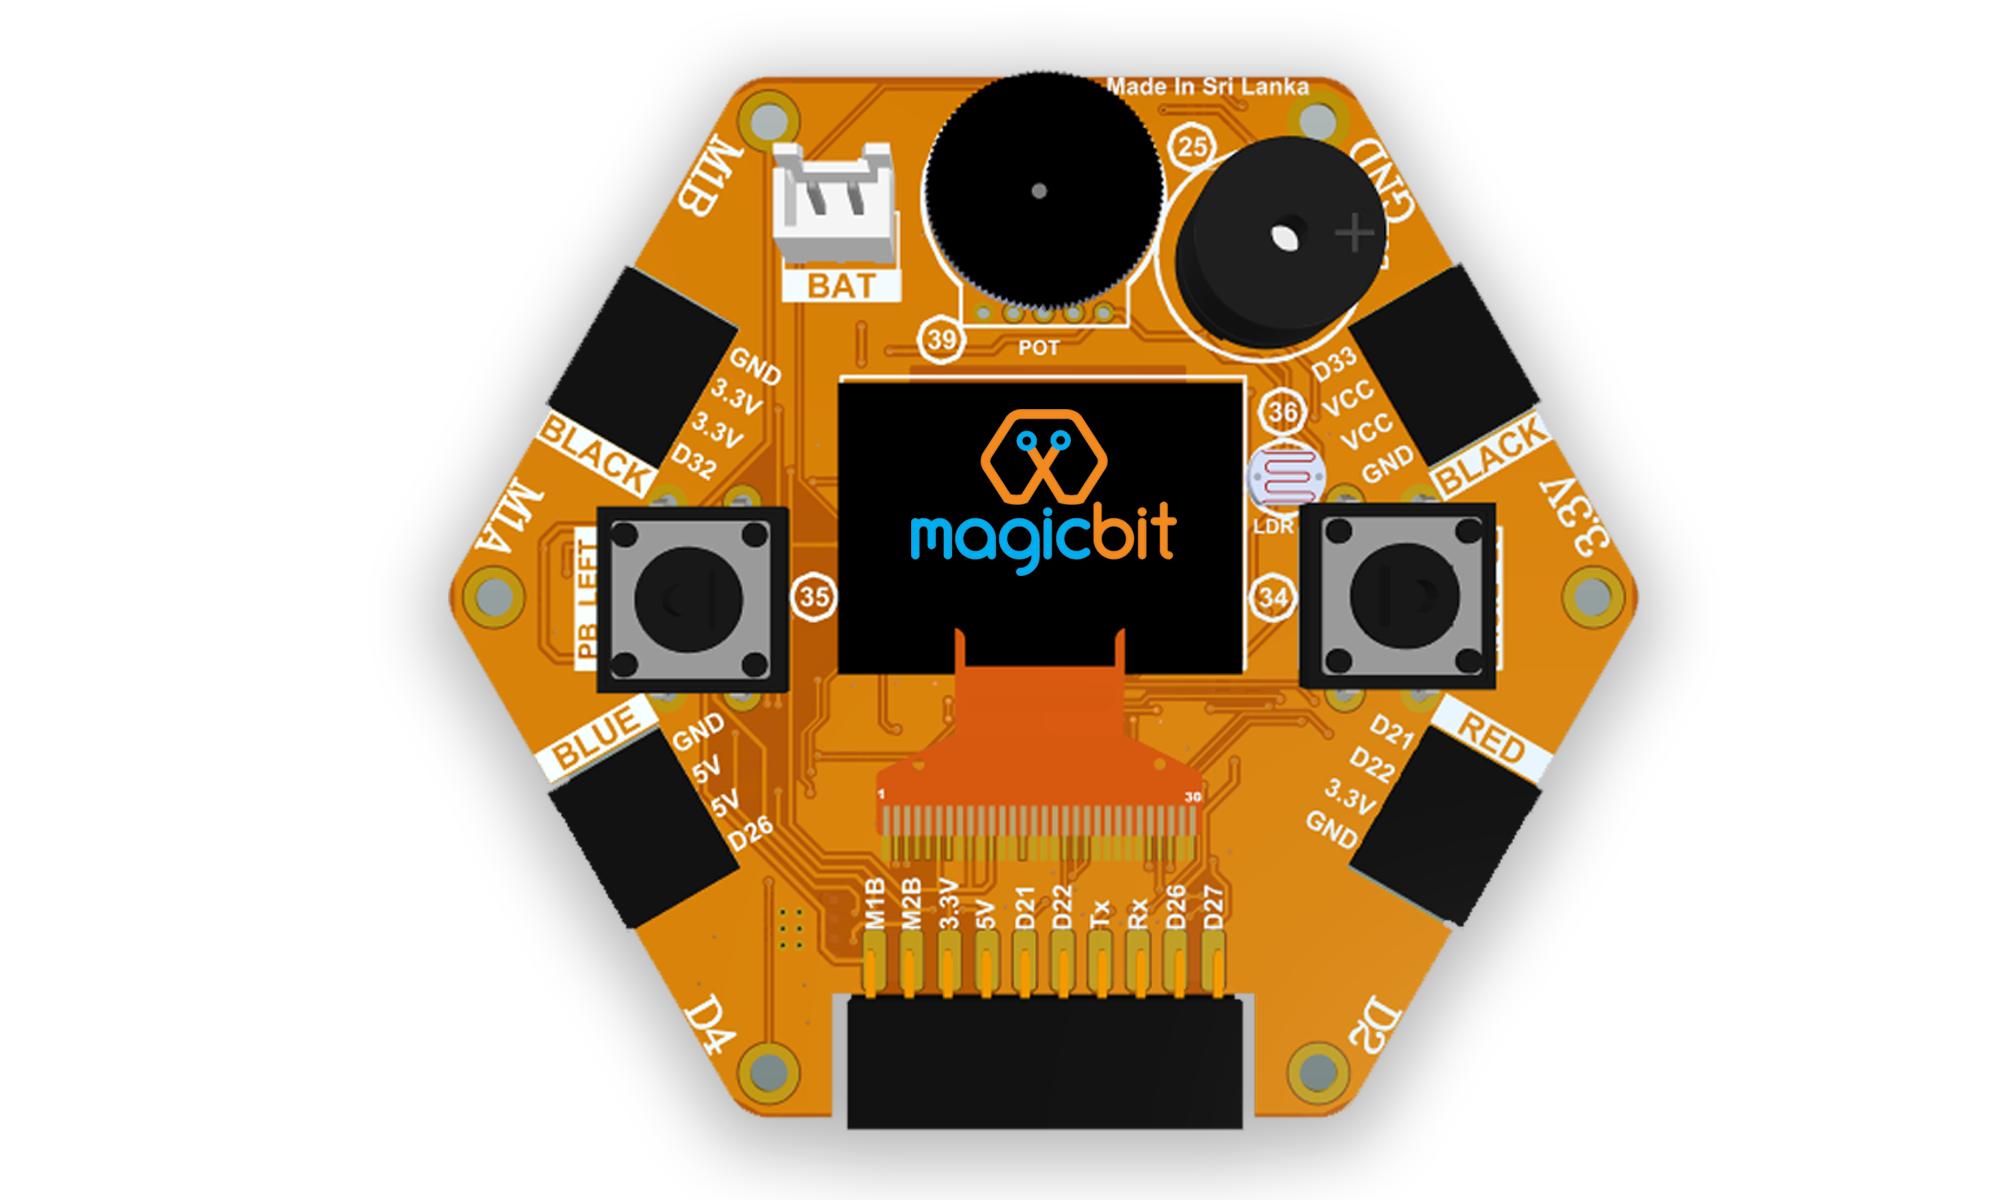 Made In Sri Lanka
M1B
25
GND
BAT
39
POT
GND
3.3V
3.3V
D32
BLACK
D33
VCC
VCC
GND
BLACK
36
LDR
magicbit
M1A
3.3V
PB LEFT
35
34
BLUE
GND
5V
5V
D26
RED
D21
D22
3.3V
GND
1
30
M1B
M2B
3.3V
5V
D21
D22
Tx
Rx
D26
D27
D4
D2